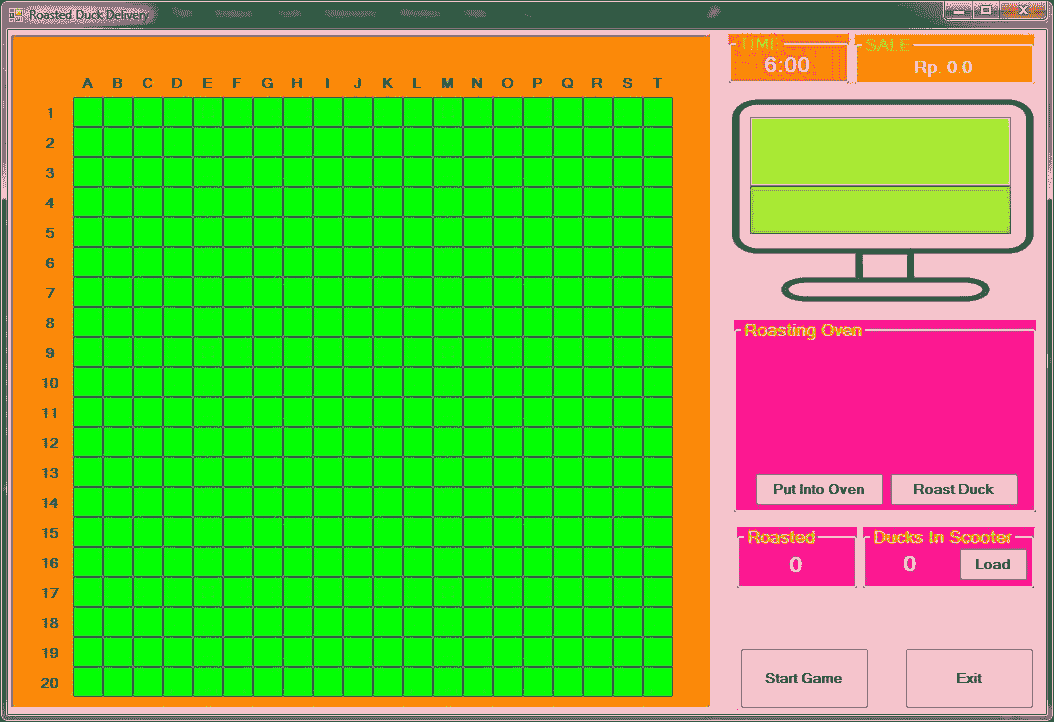 Roasted Duck Delivery
TIME
6:00
SALE
Rp. 0 0
A B C D E F G H I J K L M N O P Q R S T
1
2
3
4
5
6
7
8
9
10
11
12
13
14
15
16
17
18
19
20
Roasting Oven
Put Into Oven
Roast Duck
Roasted
0
Ducks In Scooter
0
Load
Start Game
Exit